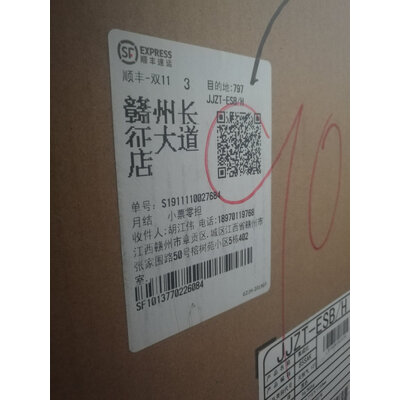 SF EXPRESS
顺丰速运
顺丰-双11 3 目的地:797
JJZT-ESB/H
赣州长
征大道
店
单号: S1911110027684
月结 小票零担
收件人: 胡江伟 电话:18970119768
江西赣州市章贡区.城区江西省赣州市
张家围路50号榕树苑小区5栋402
室.
SF1013770226084
10
JJZT-ESB/H